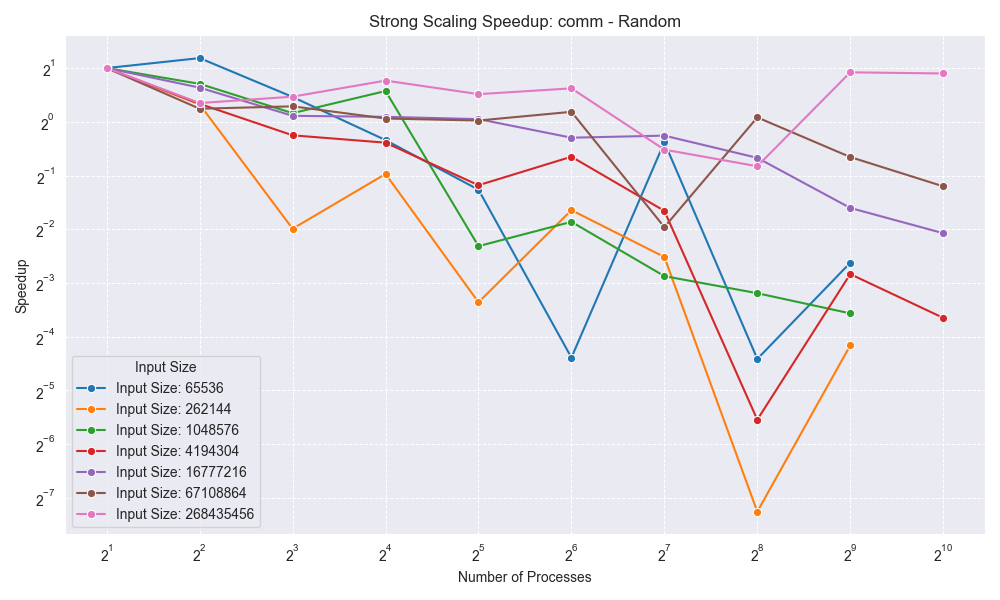 Strong Scaling Speedup: comm - Random
Speedup
2^1
2^0
2^-1
2^-2
2^-3
2^-4
2^-5
2^-6
2^-7
Input Size
Input Size: 65536
Input Size: 262144
Input Size: 1048576
Input Size: 4194304
Input Size: 16777216
Input Size: 67108864
Input Size: 268435456
2^1 2^2 2^3 2^4 2^5 2^6 2^7 2^8 2^9 2^10
Number of Processes